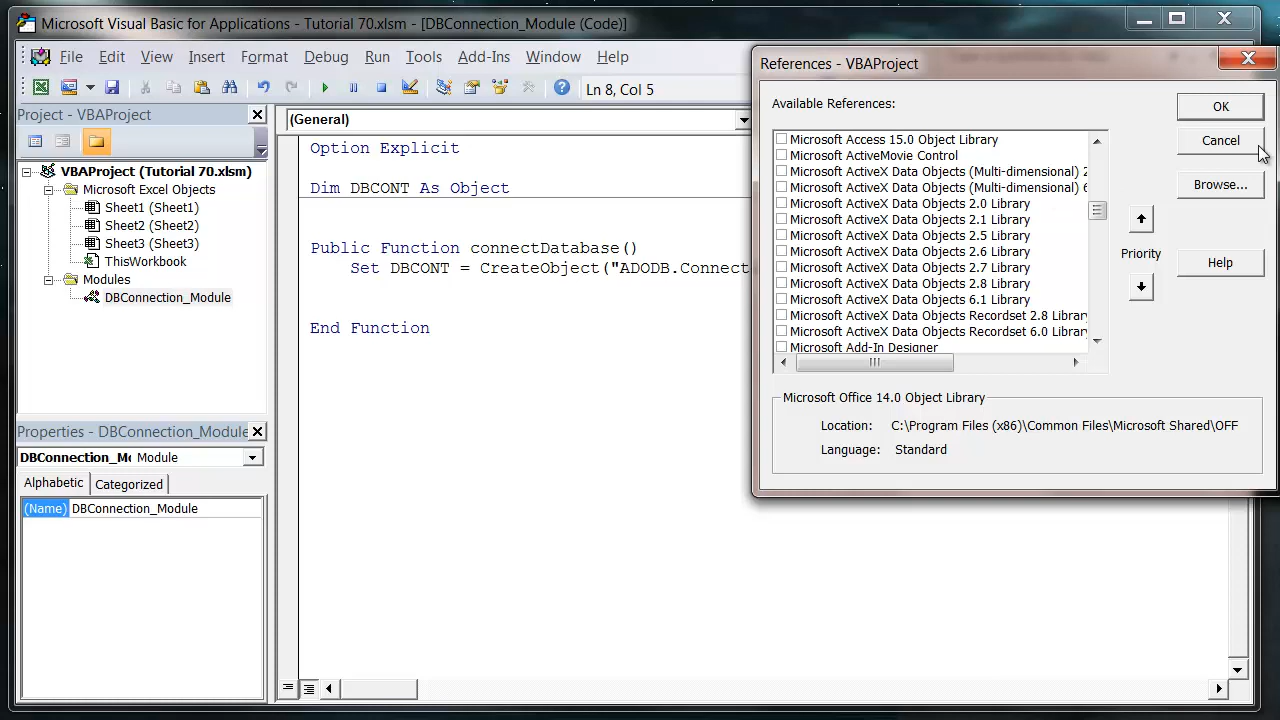 Microsoft Visual Basic for Applications - Tutorial 70.xlsm - [DBConnection_Module (Code)]
File Edit View Insert Format Debug Run Tools Add-Ins Window Help
Ln 8, Col 5
Project - VBAProject
VBAProject (Tutorial 70.xlsm)
Microsoft Excel Objects
Sheet1 (Sheet1)
Sheet2 (Sheet2)
Sheet3 (Sheet3)
ThisWorkbook
Modules
DBConnection_Module
Properties - DBConnection_Module
DBConnection_Mo Module
Alphabetic Categorized
(Name) DBConnection_Module
(General)
Option Explicit
Dim DBCONT As Object
Public Function connectDatabase()
Set DBCONT = CreateObject("ADODB.Connect
End Function
References - VBAProject
Available References:
Microsoft Access 15.0 Object Library
Microsoft ActiveMovie Control
Microsoft ActiveX Data Objects (Multi-dimensional) 2
Microsoft ActiveX Data Objects (Multi-dimensional) 6
Microsoft ActiveX Data Objects 2.0 Library
Microsoft ActiveX Data Objects 2.1 Library
Microsoft ActiveX Data Objects 2.5 Library
Microsoft ActiveX Data Objects 2.6 Library
Microsoft ActiveX Data Objects 2.7 Library
Microsoft ActiveX Data Objects 2.8 Library
Microsoft ActiveX Data Objects 6.1 Library
Microsoft ActiveX Data Objects Recordset 2.8 Library
Microsoft ActiveX Data Objects Recordset 6.0 Library
Microsoft Add-In Designer
OK
Cancel
Browse...
Priority
Help
Microsoft Office 14.0 Object Library
Location: C:\Program Files (x86)\Common Files\Microsoft Shared\OFF
Language: Standard